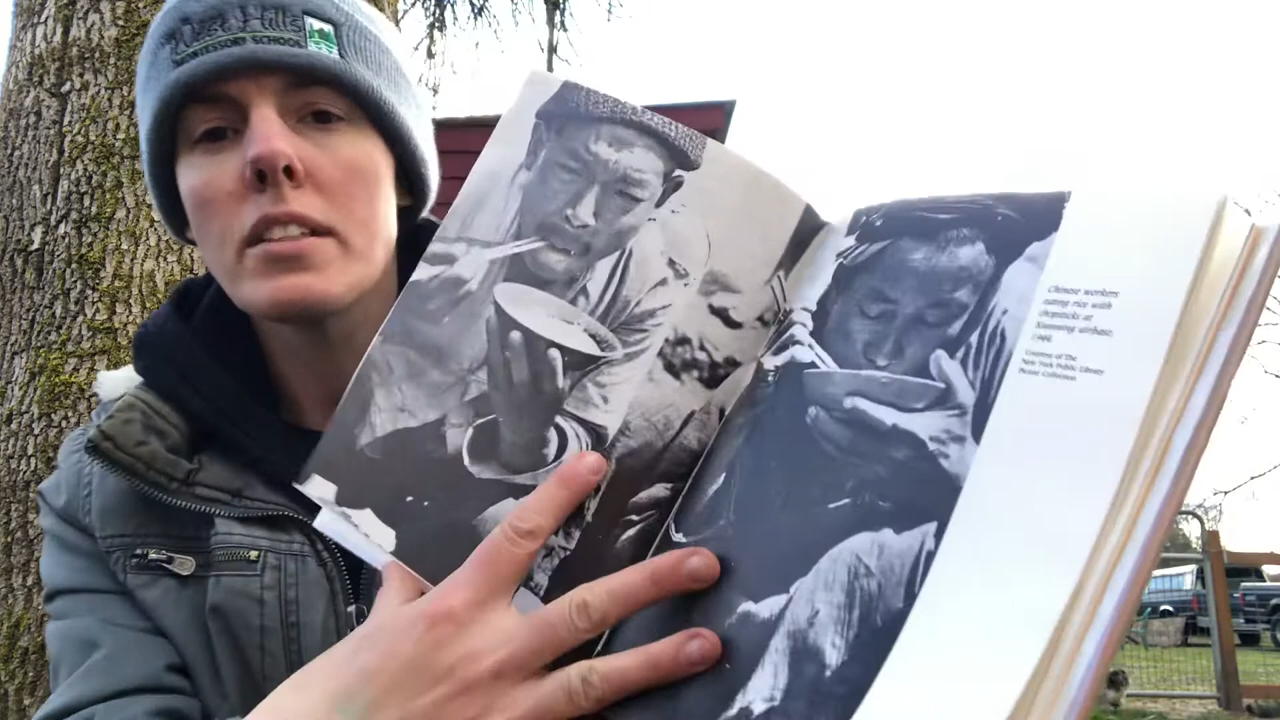 West Hills
MONTESSORI SCHOOL
Chinese workers
eating rice with
chopsticks at
Kunming airbase,
1944.
Courtesy of The
New York Public Library
Picture Collection